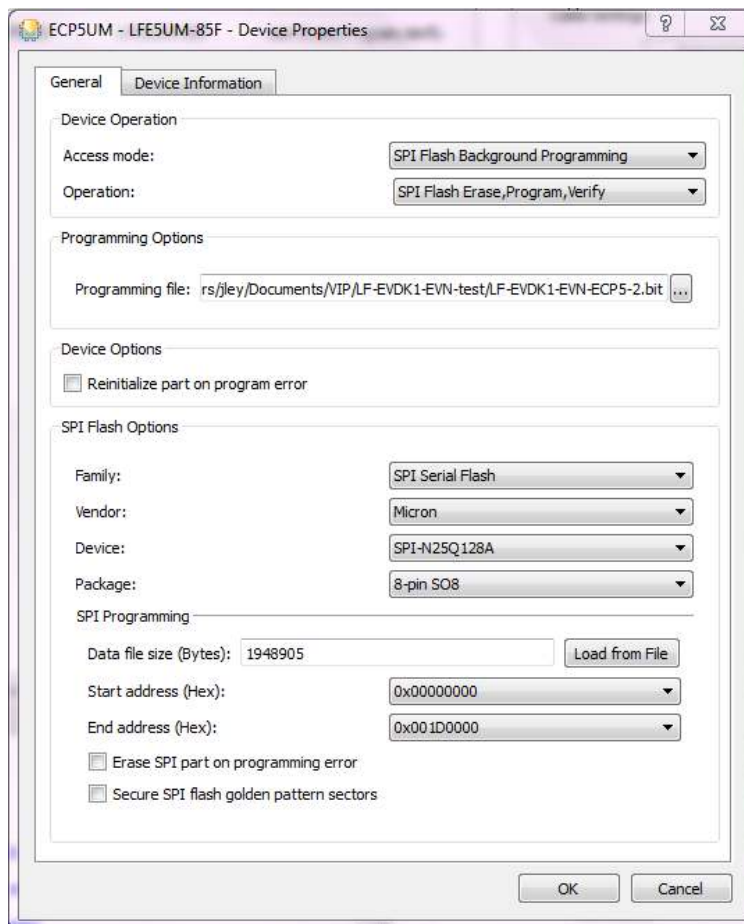 ECP5UM - LFE5UM-85F - Device Properties
General Device Information
Device Operation
Access mode: SPI Flash Background Programming
Operation: SPI Flash Erase,Program,Verify
Programming Options
Programming file: rs/jley/Documents/VIP/LF-EVDK1-EVN-test/LF-EVDK1-EVN-ECP5-2.bit ...
Device Options
Reinitialize part on program error
SPI Flash Options
Family: SPI Serial Flash
Vendor: Micron
Device: SPI-N25Q128A
Package: 8-pin SO8
SPI Programming
Data file size (Bytes): 1948905 Load from File
Start address (Hex): 0x00000000
End address (Hex): 0x001D0000
Erase SPI part on programming error
Secure SPI flash golden pattern sectors
OK Cancel